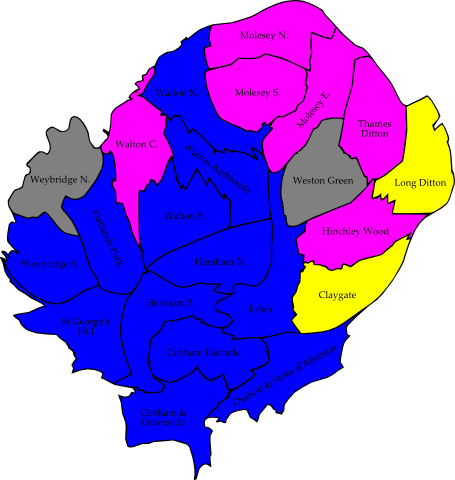 Molesey N.
Walton N.
Molesey S.
Molesey E.
Thames
Ditton
Walton C.
Walton Ambleside
Weybridge N.
Weston Green
Long Ditton
Oatlands Park
Walton S.
Hinchley Wood
Weybridge S.
Hersham N.
Claygate
Hersham S.
Esher
St George's
Hill
Cobham Fairmile
Oxshott & Stoke d'Abernon
Cobham &
Downside